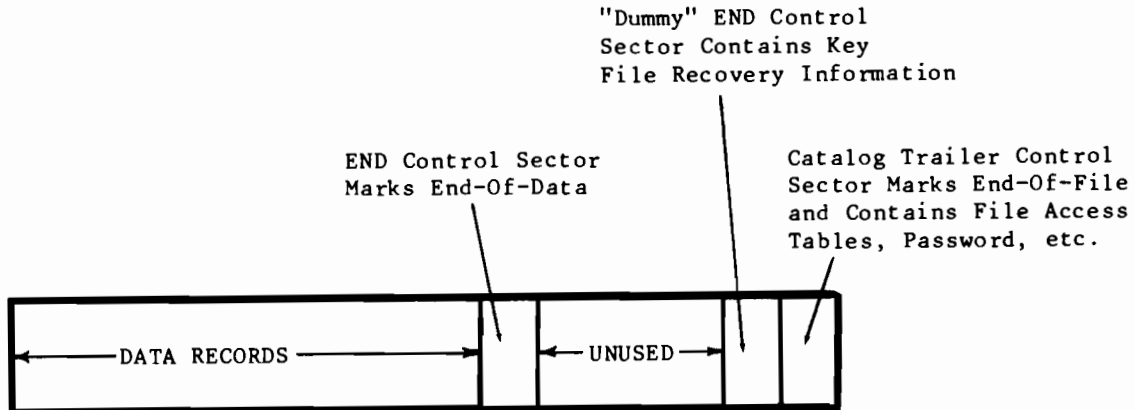 "Dummy" END Control
Sector Contains Key
File Recovery Information
END Control Sector
Marks End-Of-Data
Catalog Trailer Control
Sector Marks End-Of-File
and Contains File Access
Tables, Password, etc.
DATA RECORDS
UNUSED